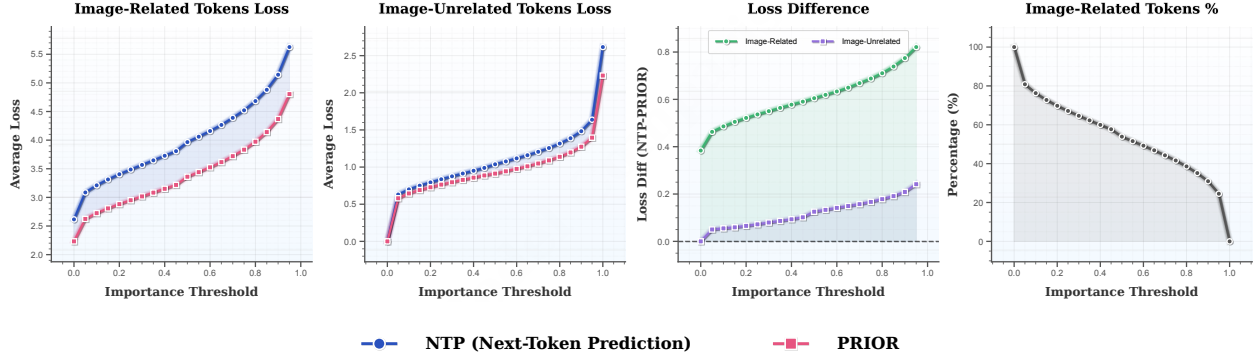 Image-Related Tokens Loss
Average Loss
5.5
5.0
4.5
4.0
3.5
3.0
2.5
2.0
0.0 0.2 0.4 0.6 0.8 1.0
Importance Threshold
Image-Unrelated Tokens Loss
Average Loss
2.5
2.0
1.5
1.0
0.5
0.0
0.0 0.2 0.4 0.6 0.8 1.0
Importance Threshold
Loss Difference
Image-Related Image-Unrelated
Loss Diff (NTP-PRIOR)
0.8
0.6
0.4
0.2
0.0
0.0 0.2 0.4 0.6 0.8 1.0
Importance Threshold
Image-Related Tokens %
Percentage (%)
100
80
60
40
20
0
0.0 0.2 0.4 0.6 0.8 1.0
Importance Threshold
NTP (Next-Token Prediction) PRIOR